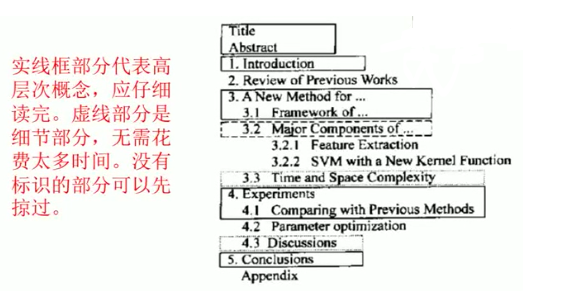 实线框部分代表高
层次概念，应仔细
读完。虚线部分是
细节部分，无需花
费太多时间。没有
标识的部分可以先
掠过。
Title
Abstract
1. Introduction
2. Review of Previous Works
3. A New Method for ...
3.1 Framework of ...
3.2 Major Components of ...
3.2.1 Feature Extraction
3.2.2 SVM with a New Kernel Function
3.3 Time and Space Complexity
4. Experiments
4.1 Comparing with Previous Methods
4.2 Parameter optimization
4.3 Discussions
5. Conclusions
Appendix